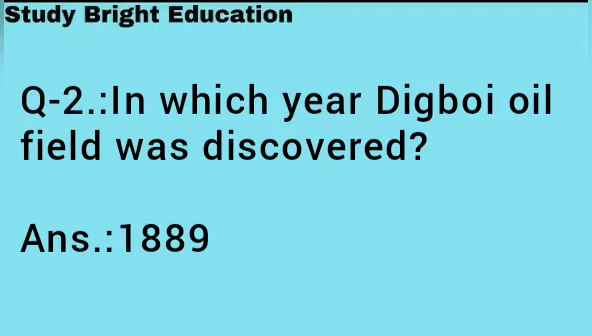 Study Bright Education
Q-2.:In which year Digboi oil
field was discovered?
Ans.:1889